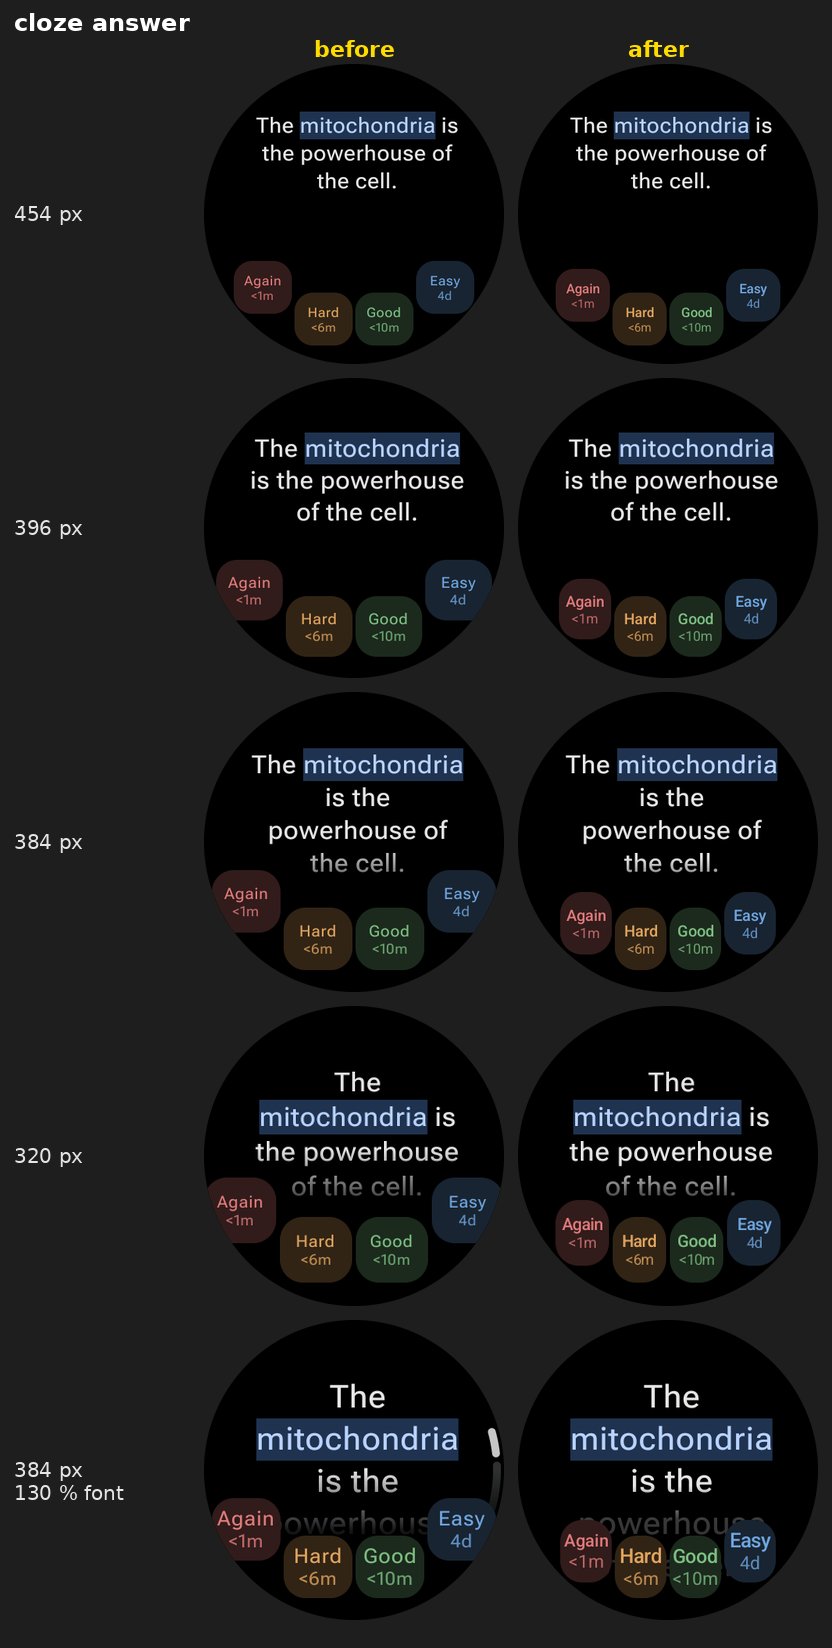 cloze answer
before after
454 px
The mitochondria is
the powerhouse of
the cell.
Again
<1m
Hard
<6m
Good
<10m
Easy
4d
The mitochondria is
the powerhouse of
the cell.
Again
<1m
Hard
<6m
Good
<10m
Easy
4d
396 px
The mitochondria
is the powerhouse
of the cell.
Again
<1m
Hard
<6m
Good
<10m
Easy
4d
The mitochondria
is the powerhouse
of the cell.
Again
<1m
Hard
<6m
Good
<10m
Easy
4d
384 px
The mitochondria
is the
powerhouse of
the cell.
Again
<1m
Hard
<6m
Good
<10m
Easy
4d
The mitochondria
is the
powerhouse of
the cell.
Again
<1m
Hard
<6m
Good
<10m
Easy
4d
320 px
The
mitochondria is
the powerhouse
of the cell.
Again
<1m
Hard
<6m
Good
<10m
Easy
4d
The
mitochondria is
the powerhouse
of the cell.
Again
<1m
Hard
<6m
Good
<10m
Easy
4d
384 px
130 % font
The
mitochondria
is the
Again
<1m
Hard
<6m
Good
<10m
Easy
4d
The
mitochondria
is the
powerhouse
Again
<1m
Hard
<6m
Good
<10m
Easy
4d